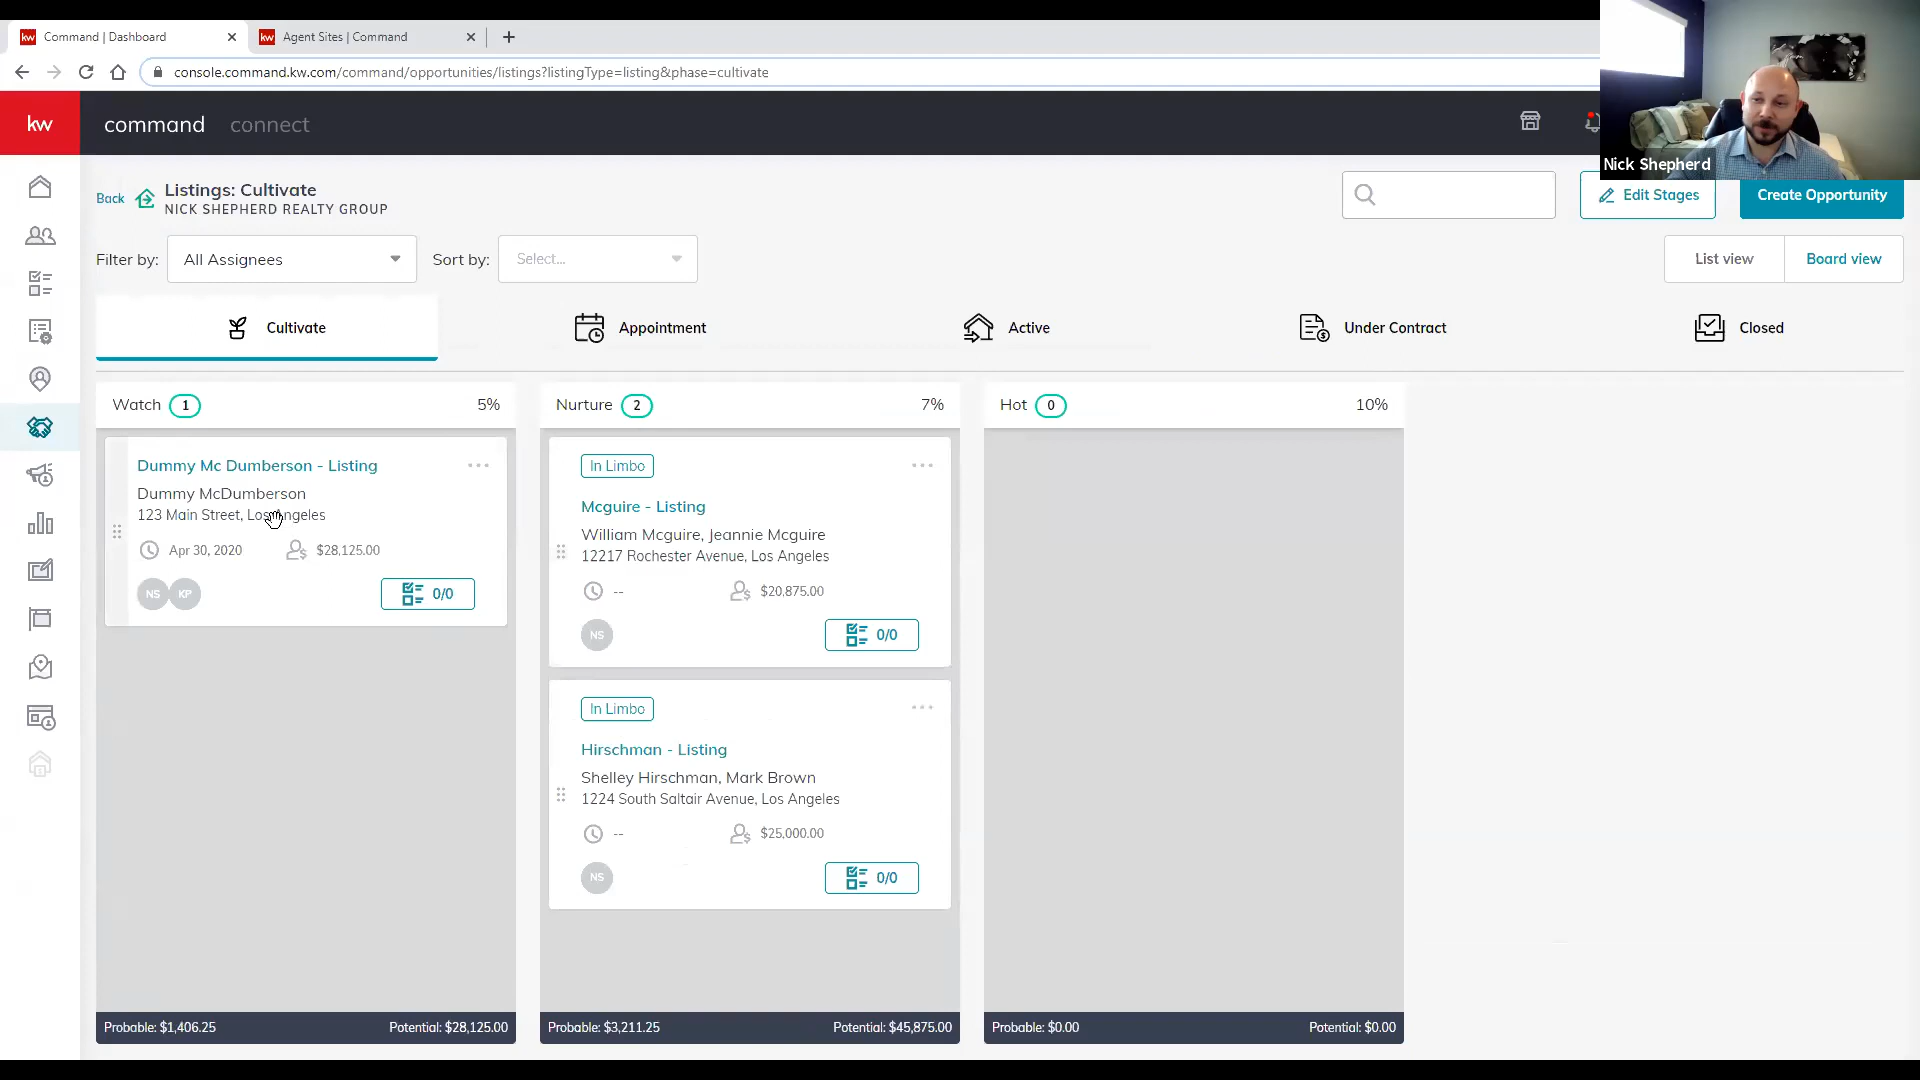 kw Command | Dashboard
kw Agent Sites | Command
console.command.kw.com/command/opportunities/listings?listingType=listing&phase=cultivate
kw
command connect
Nick Shepherd
Back
Listings: Cultivate
NICK SHEPHERD REALTY GROUP
Edit Stages
Create Opportunity
Filter by: All Assignees
Sort by: Select...
List view
Board view
Cultivate
Appointment
Active
Under Contract
Closed
Watch 1 5%
Dummy Mc Dumberson - Listing
Dummy McDumberson
123 Main Street, Los Angeles
Apr 30, 2020 $28,125.00
NS KP 0/0
Probable: $1,406.25 Potential: $28,125.00
Nurture 2 7%
In Limbo
Mcguire - Listing
William Mcguire, Jeannie Mcguire
12217 Rochester Avenue, Los Angeles
-- $20,875.00
NS 0/0
In Limbo
Hirschman - Listing
Shelley Hirschman, Mark Brown
1224 South Saltair Avenue, Los Angeles
-- $25,000.00
NS 0/0
Probable: $3,211.25 Potential: $45,875.00
Hot 0 10%
Probable: $0.00 Potential: $0.00